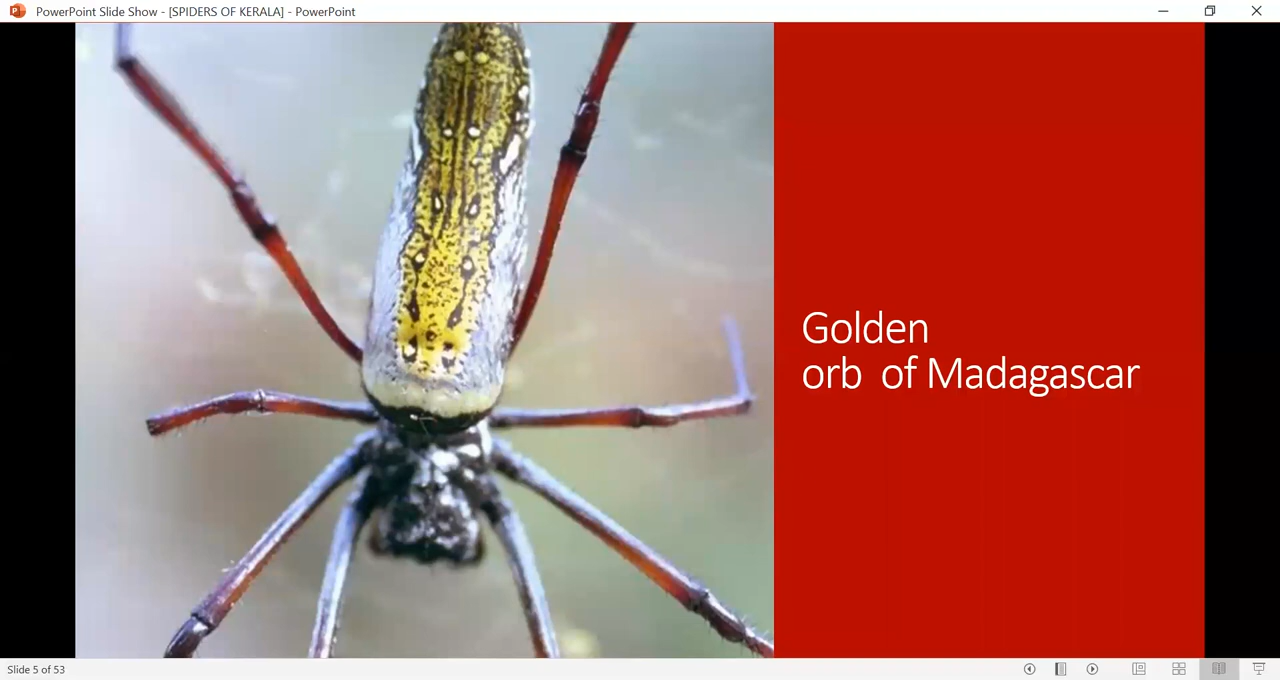 PowerPoint Slide Show - [SPIDERS OF KERALA] - PowerPoint
Golden
orb of Madagascar
Slide 5 of 53